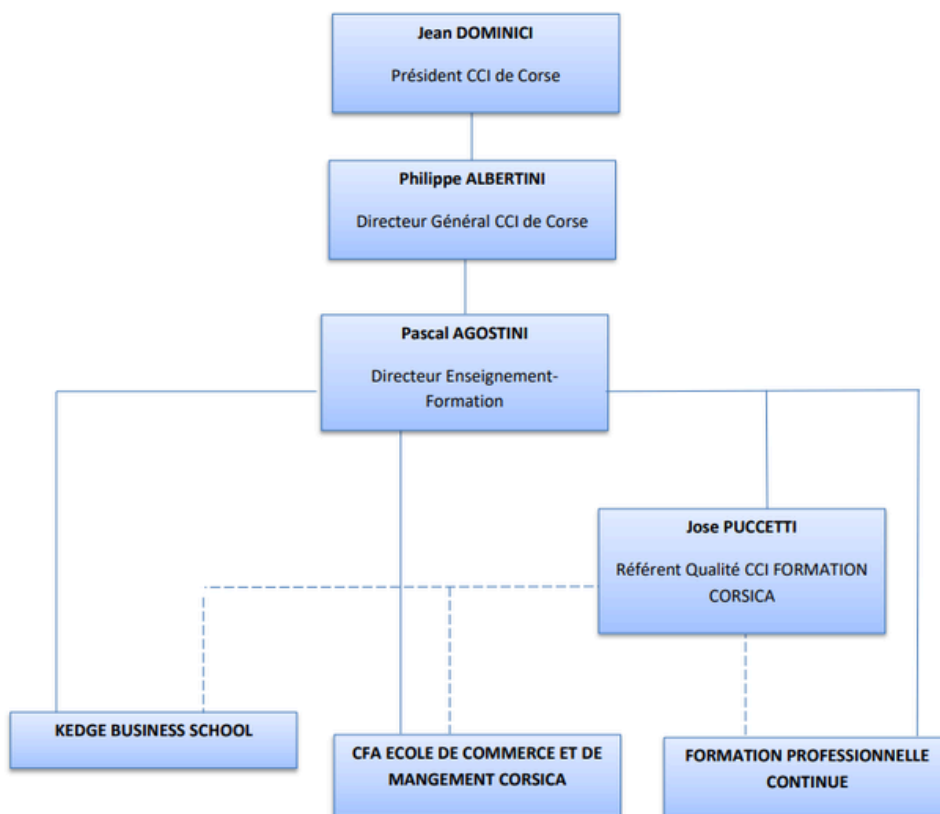 Jean DOMINICI
Président CCI de Corse
Philippe ALBERTINI
Directeur Général CCI de Corse
Pascal AGOSTINI
Directeur Enseignement-
Formation
Jose PUCCETTI
Référent Qualité CCI FORMATION
CORSICA
KEDGE BUSINESS SCHOOL
CFA ECOLE DE COMMERCE ET DE
MANGEMENT CORSICA
FORMATION PROFESSIONNELLE
CONTINUE